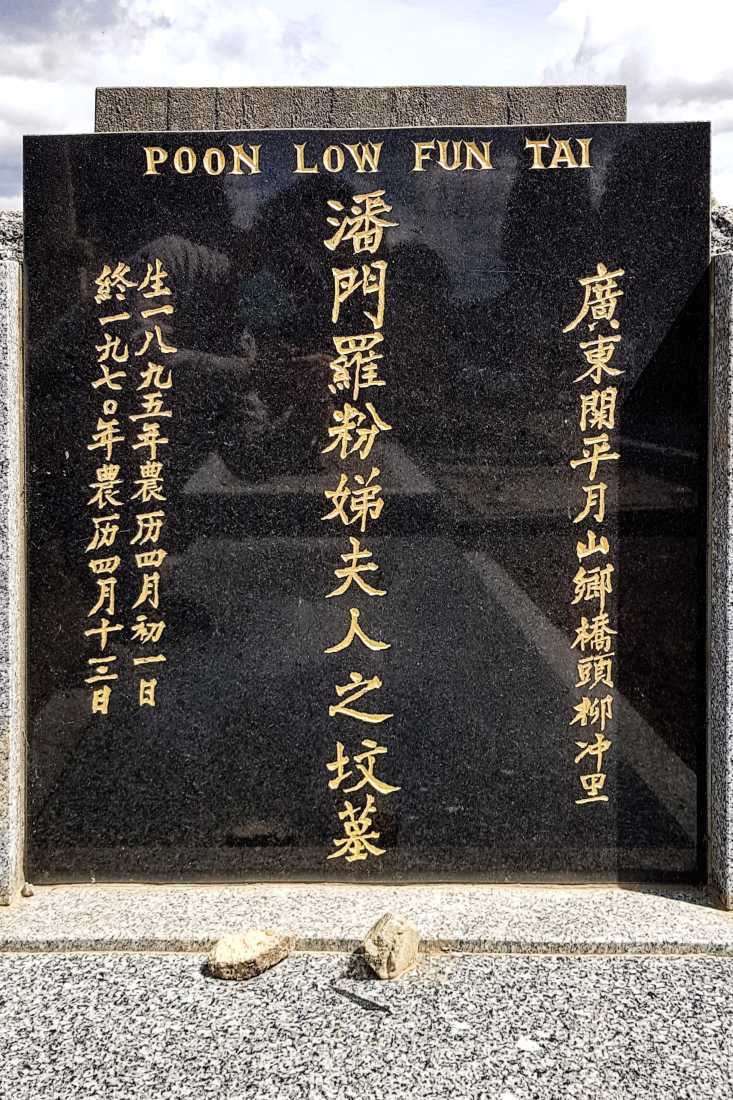 POON LOW FUN TAI
廣東開平月山鄉橋頭柳冲里
潘門羅粉娣夫人之坟墓
生一八九五年農历四月初一日
終一九七〇年農历四月十三日